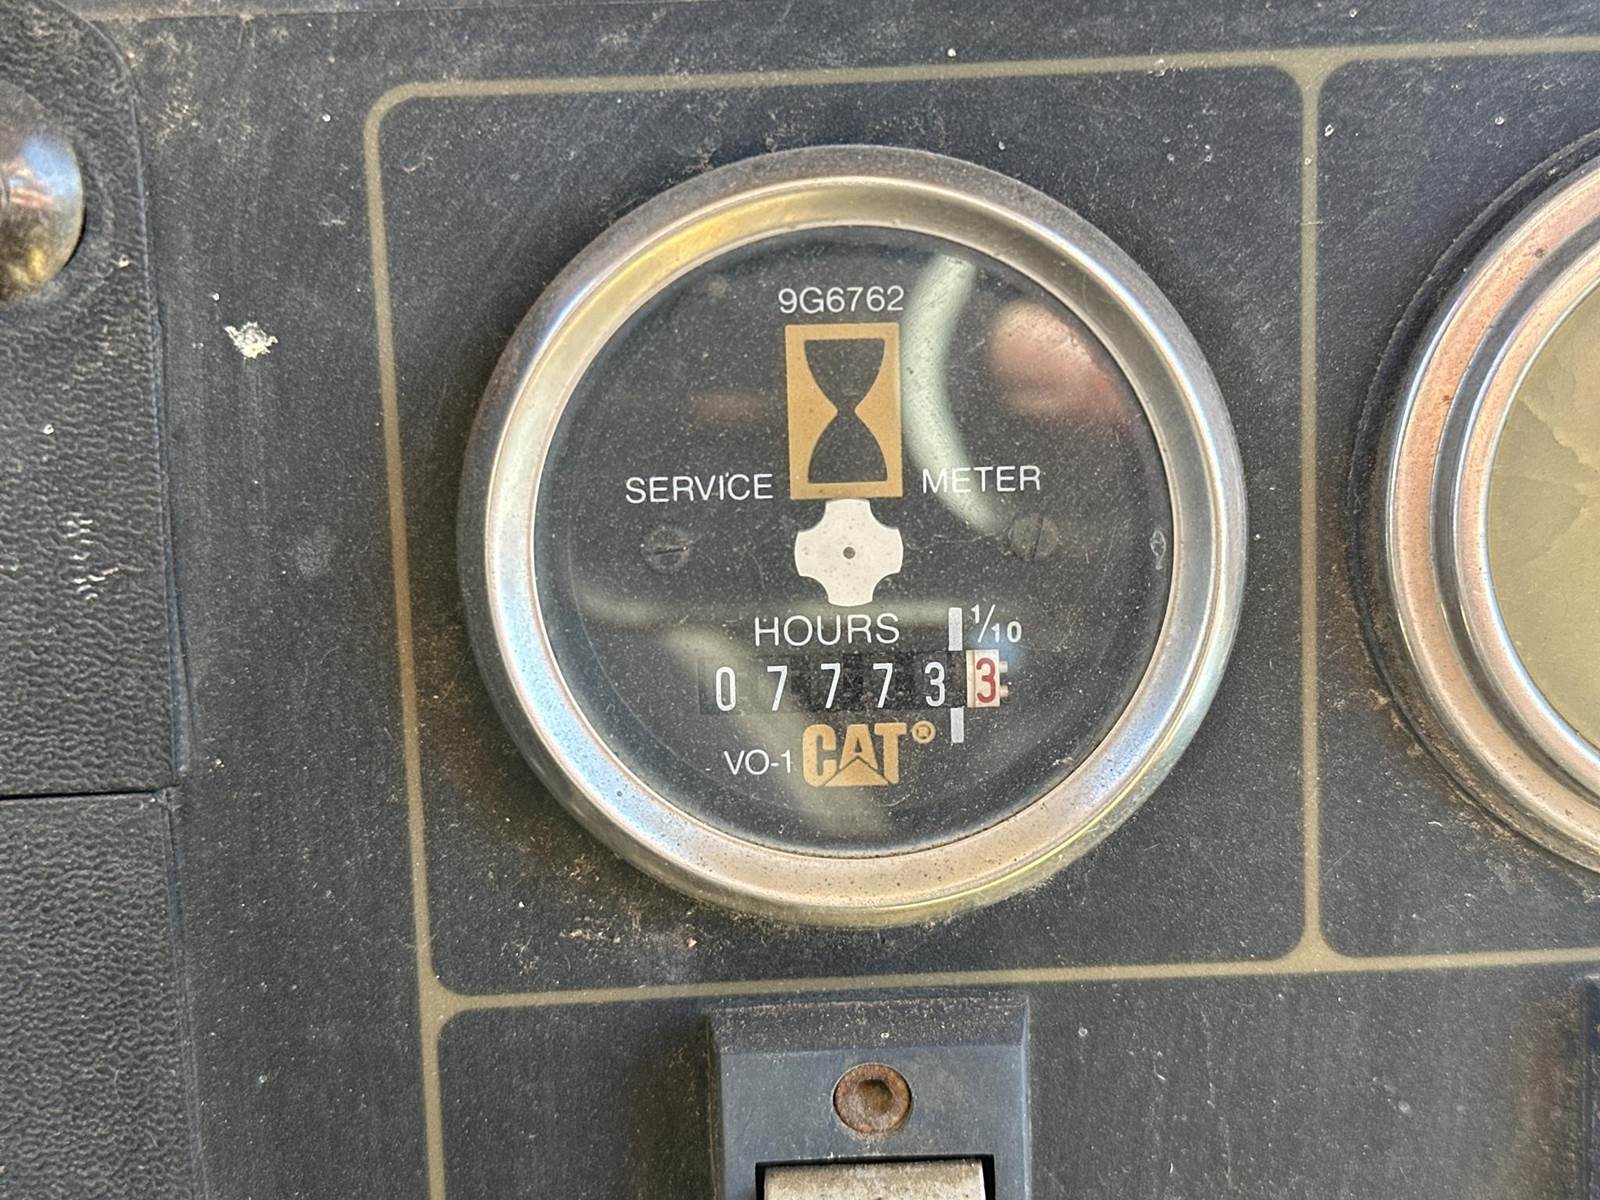 9G6762
SERVICE METER
HOURS 1/10
0 7 7 7 3 3
VO-1 CAT®